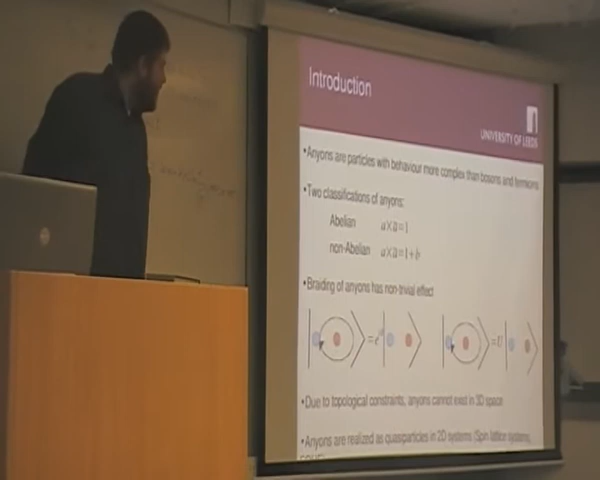 Introduction
UNIVERSITY OF LEEDS
•Anyons are particles with behaviour more complex than bosons and fermions
•Two classifications of anyons:
Abelian a×a̅=1
non-Abelian a×a̅=1+b
•Braiding of anyons has non-trivial effect
=e =U
•Due to topological constraints, anyons cannot exist in 3D space
•Anyons are realized as quasiparticles in 2D systems (Spin lattice systems,